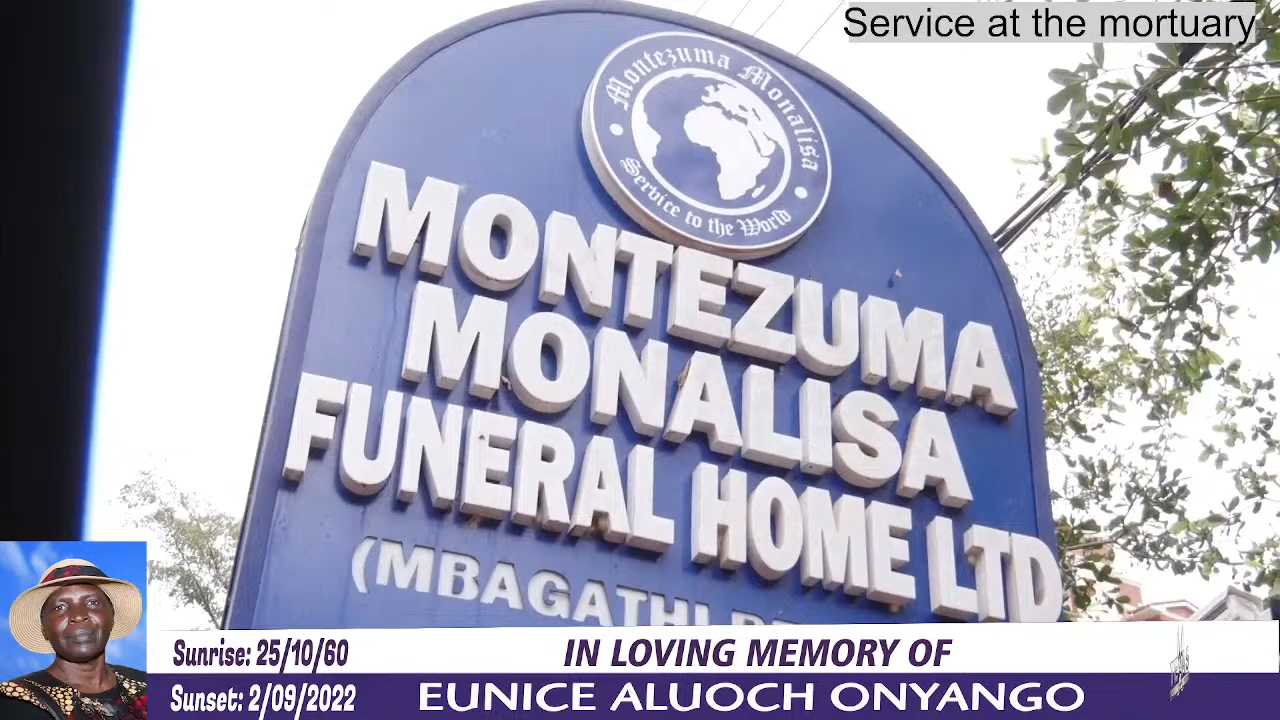 Service at the mortuary
Montezuma Monalisa
Service to the World
MONTEZUMA
MONALISA
FUNERAL HOME LTD
(MBAGATHI
Sunrise: 25/10/60
IN LOVING MEMORY OF
Sunset: 2/09/2022
EUNICE ALUOCH ONYANGO